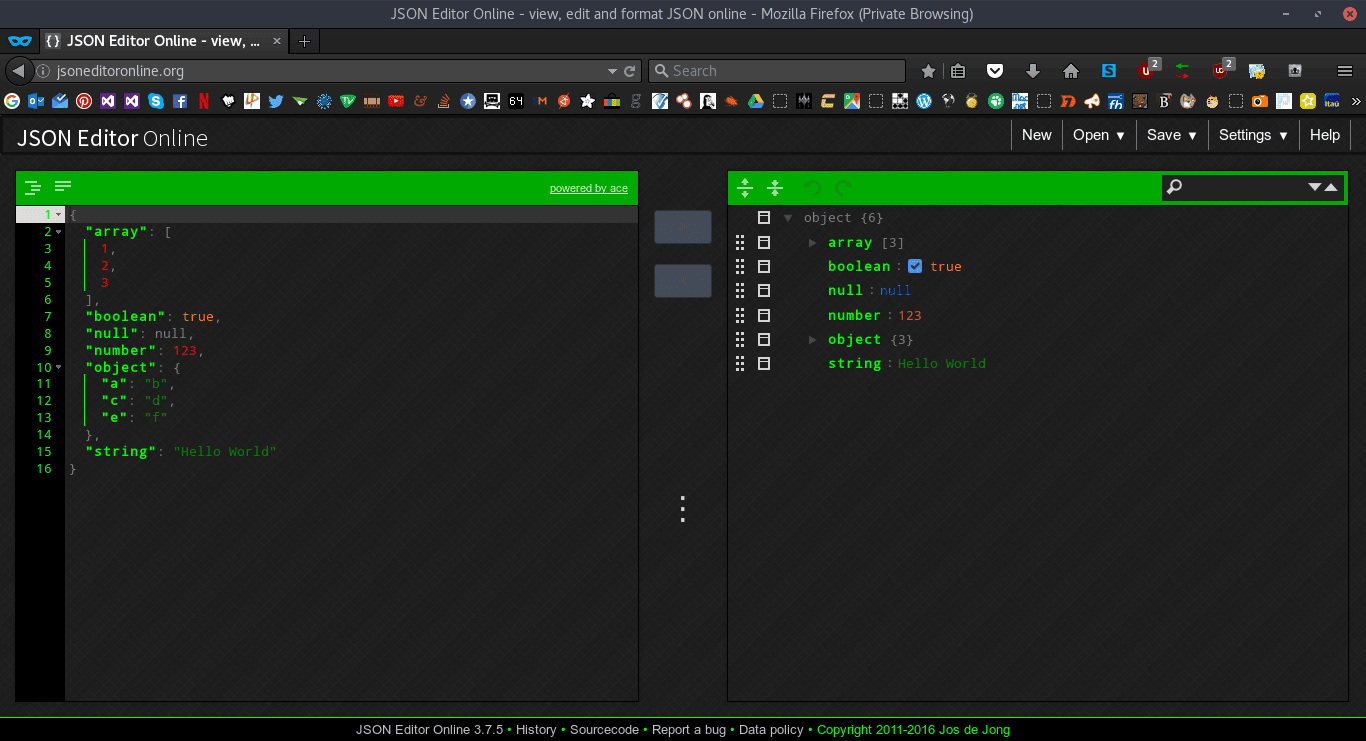 JSON Editor Online - view, edit and format JSON online - Mozilla Firefox (Private Browsing)
{} JSON Editor Online - view, ... × +
jsoneditoronline.org
Search
2
2
64
JSON Editor Online
New
Open ▼
Save ▼
Settings ▼
Help
powered by ace
1 {
2 "array": [
3 1,
4 2,
5 3
6 ],
7 "boolean": true,
8 "null": null,
9 "number": 123,
10 "object": {
11 "a": "b",
12 "c": "d",
13 "e": "f"
14 },
15 "string": "Hello World"
16 }
object {6}
array [3]
boolean : true
null : null
number : 123
object {3}
string : Hello World
JSON Editor Online 3.7.5 • History • Sourcecode • Report a bug • Data policy • Copyright 2011-2016 Jos de Jong